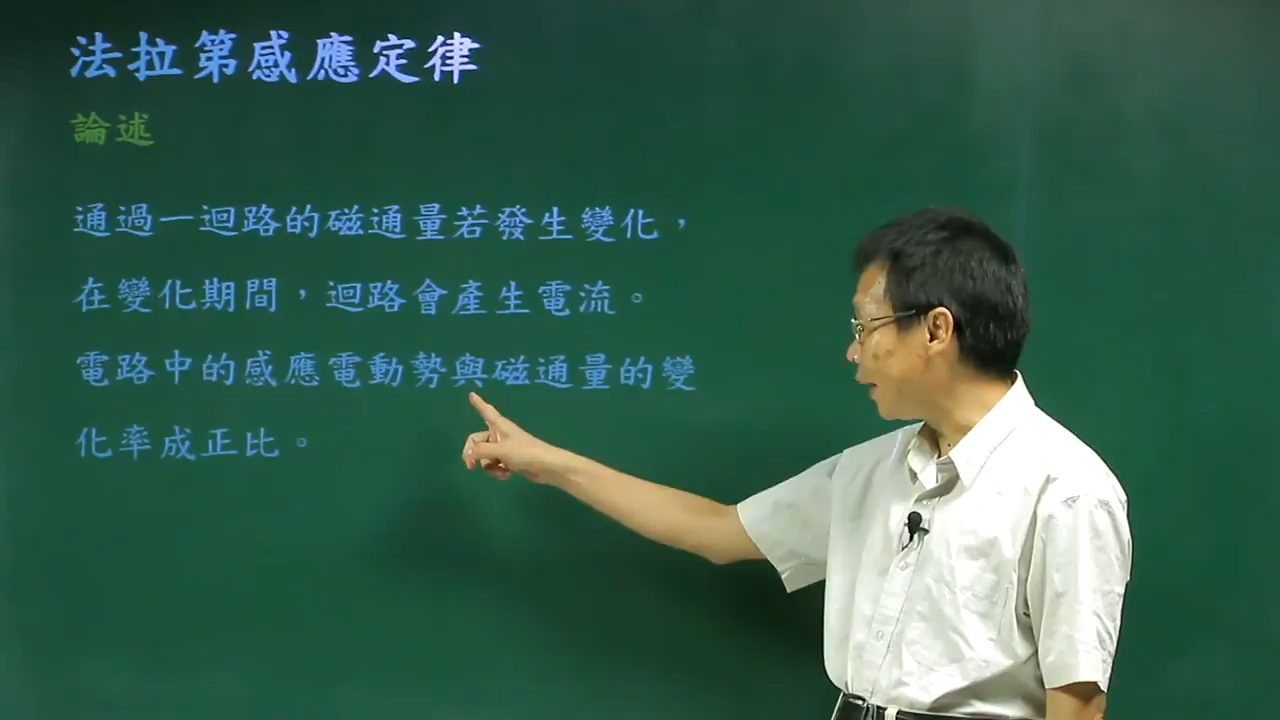 法拉第感應定律
論述
通過一迴路的磁通量若發生變化，
在變化期間，迴路會產生電流。
電路中的感應電動勢與磁通量的變
化率成正比。